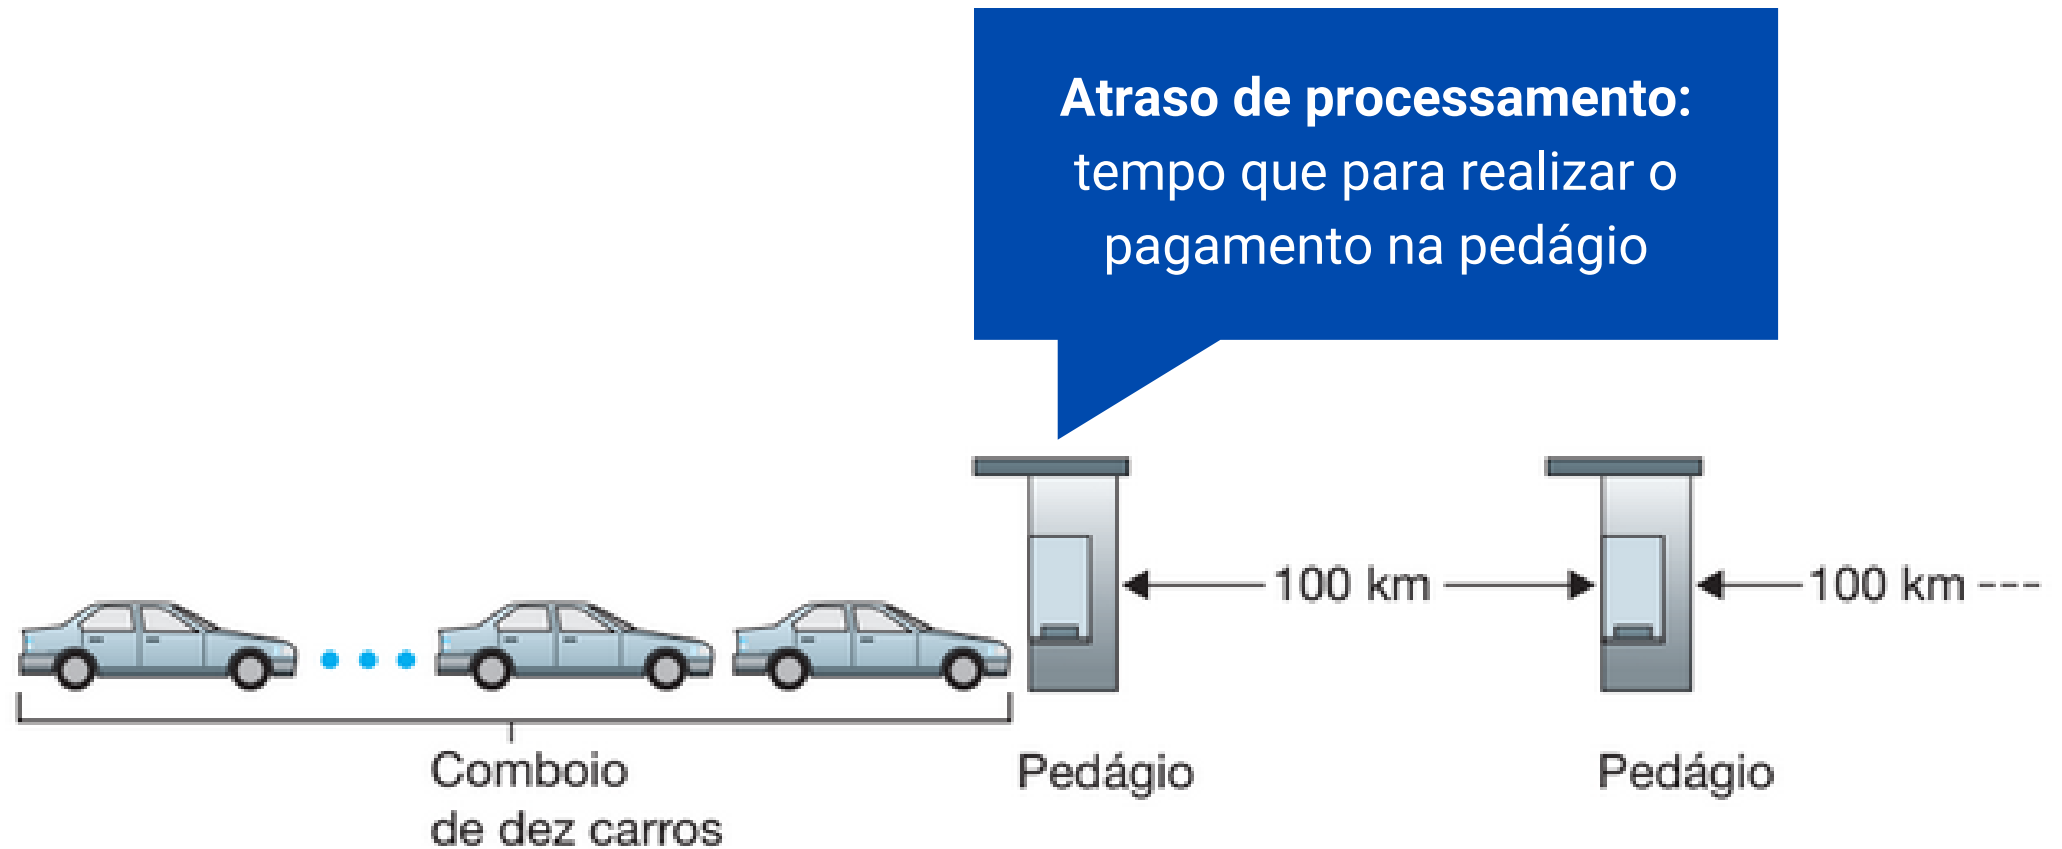 Atraso de processamento:
tempo que para realizar o
pagamento na pedágio
100 km
100 km
Comboio
de dez carros
Pedágio
Pedágio